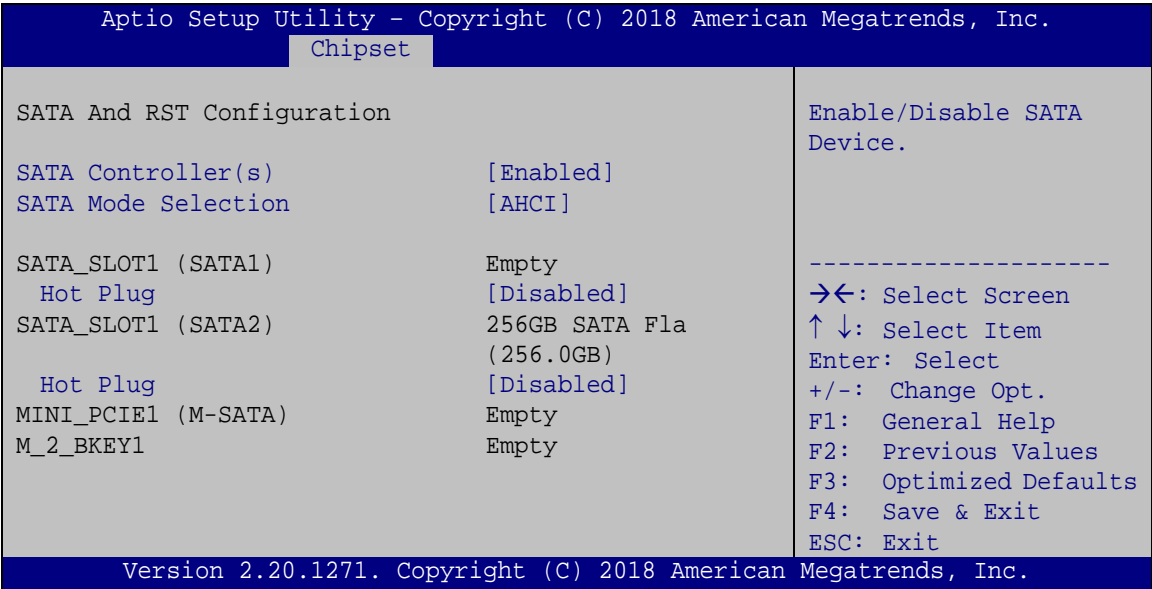 Aptio Setup Utility – Copyright (C) 2018 American Megatrends, Inc.
Chipset
SATA And RST Configuration
SATA Controller(s) [Enabled]
SATA Mode Selection [AHCI]
SATA_SLOT1 (SATA1) Empty
Hot Plug [Disabled]
SATA_SLOT1 (SATA2) 256GB SATA Fla
(256.0GB)
Hot Plug [Disabled]
MINI_PCIE1 (M-SATA) Empty
M_2_BKEY1 Empty
Enable/Disable SATA
Device.
---------------------
→←: Select Screen
↑ ↓: Select Item
Enter: Select
+/-: Change Opt.
F1: General Help
F2: Previous Values
F3: Optimized Defaults
F4: Save & Exit
ESC: Exit
Version 2.20.1271. Copyright (C) 2018 American Megatrends, Inc.